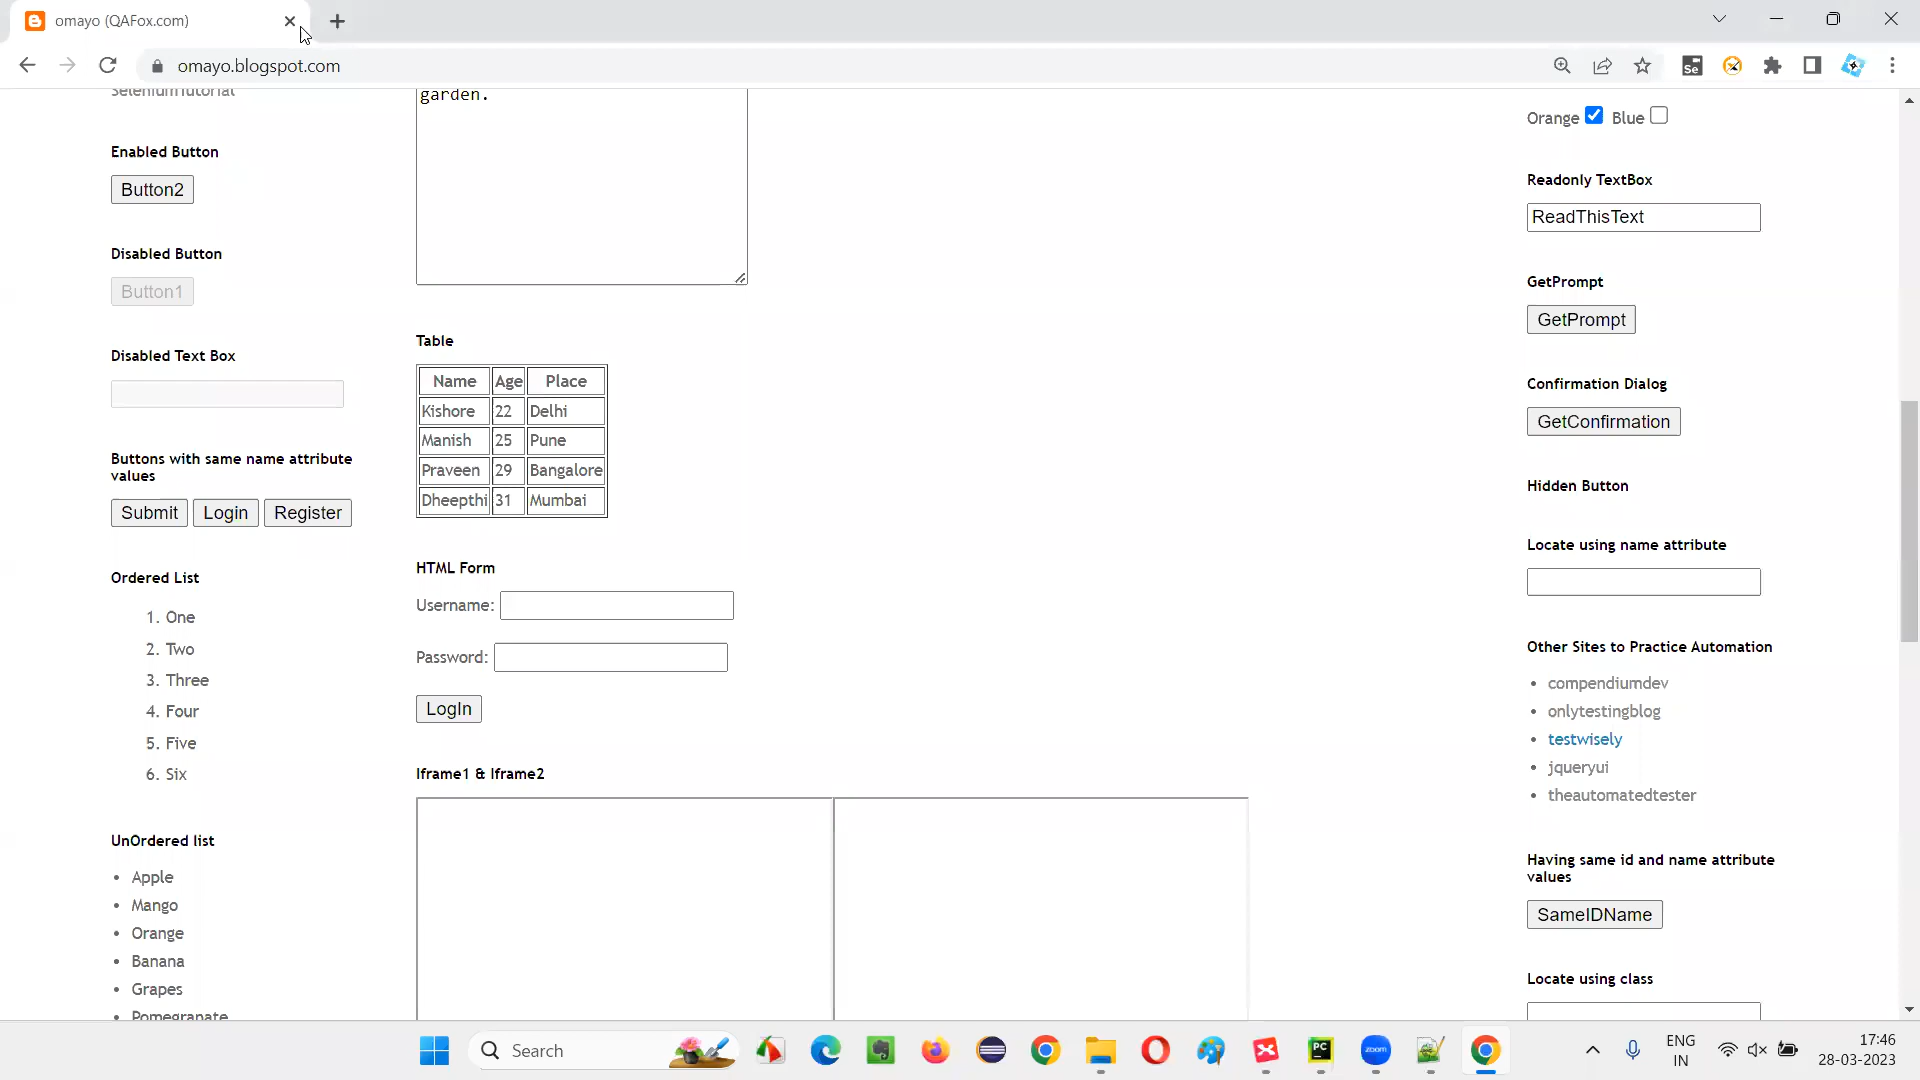 omayo (QAFox.com)
omayo.blogspot.com
SeleniumTutorial
Enabled Button
Button2
Disabled Button
Button1
Disabled Text Box
Buttons with same name attribute
values
Submit Login Register
Ordered List
1. One
2. Two
3. Three
4. Four
5. Five
6. Six
UnOrdered list
• Apple
• Mango
• Orange
• Banana
• Grapes
• Pomegranate
garden.
Table
Name Age Place
Kishore 22 Delhi
Manish 25 Pune
Praveen 29 Bangalore
Dheepthi 31 Mumbai
HTML Form
Username:
Password:
LogIn
Iframe1 & Iframe2
Orange Blue
Readonly TextBox
ReadThisText
GetPrompt
GetPrompt
Confirmation Dialog
GetConfirmation
Hidden Button
Locate using name attribute
Other Sites to Practice Automation
• compendiumdev
• onlytestingblog
• testwisely
• jqueryui
• theautomatedtester
Having same id and name attribute
values
SameIDName
Locate using class
Se
Search
PC
zoom
ENG
IN
17:46
28-03-2023